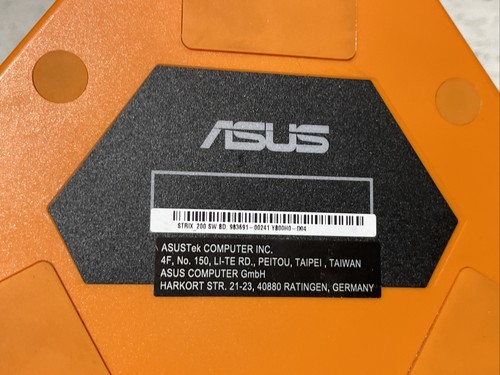 ASUS
STRIX 200 SW BD. 983691-00241 YB00H0-D04
ASUSTek COMPUTER INC.
4F, No. 150, LI-TE RD., PEITOU, TAIPEI , TAIWAN
ASUS COMPUTER GmbH
HARKORT STR. 21-23, 40880 RATINGEN, GERMANY